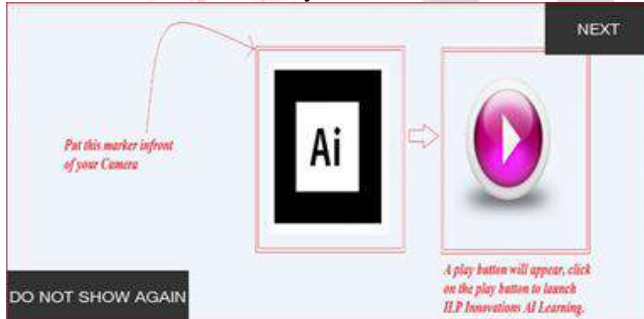 NEXT
Put this marker infront
of your Camera
Ai
A play button will appear, click
on the play button to launch
ILP Innovations AI Learning.
DO NOT SHOW AGAIN